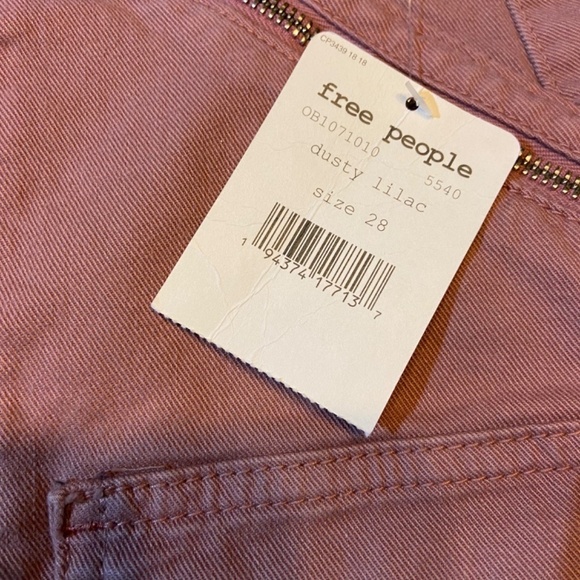 CP3439 18 18
free people
OB1071010 5540
dusty lilac
size 28
1 94374 17713 7